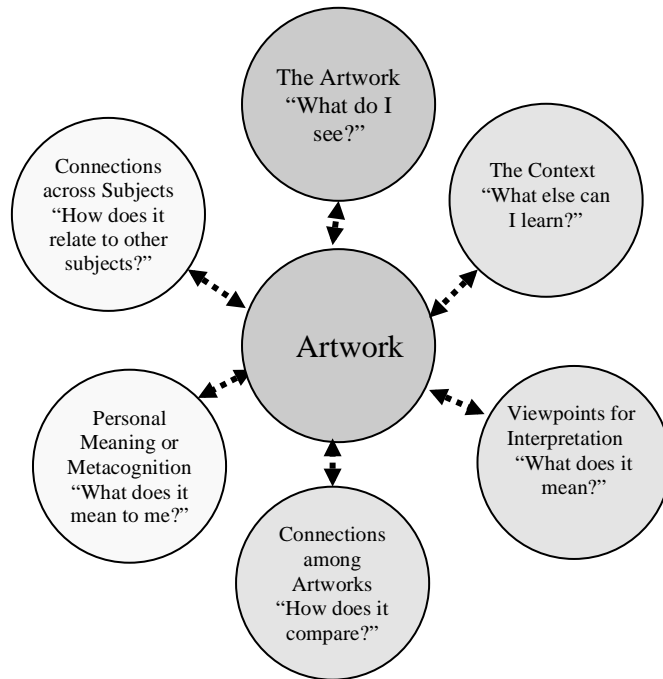 The Artwork
“What do I
see?”
Connections
across Subjects
“How does it
relate to other
subjects?”
The Context
“What else can
I learn?”
Artwork
Personal
Meaning or
Metacognition
“What does it
mean to me?”
Viewpoints for
Interpretation
“What does it
mean?”
Connections
among
Artworks
“How does it
compare?”